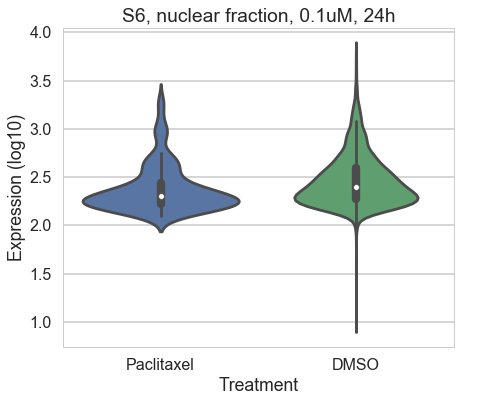 S6, nuclear fraction, 0.1uM, 24h
4.0
3.5
3.0
2.5
2.0
1.5
1.0
Expression (log10)
Paclitaxel DMSO
Treatment